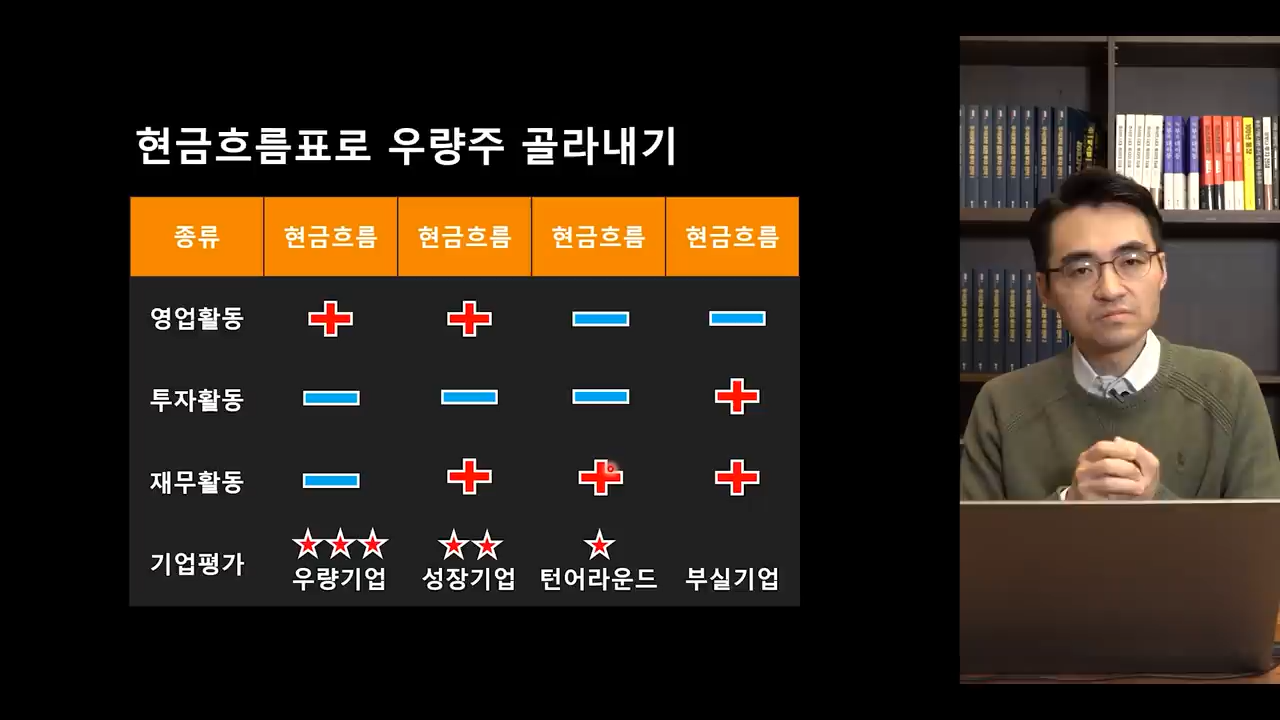 현금흐름표로 우량주 골라내기
종류 현금흐름 현금흐름 현금흐름 현금흐름
영업활동 + + − −
투자활동 − − − +
재무활동 − + + +
기업평가 ★★★ ★★ ★
우량기업 성장기업 턴어라운드 부실기업